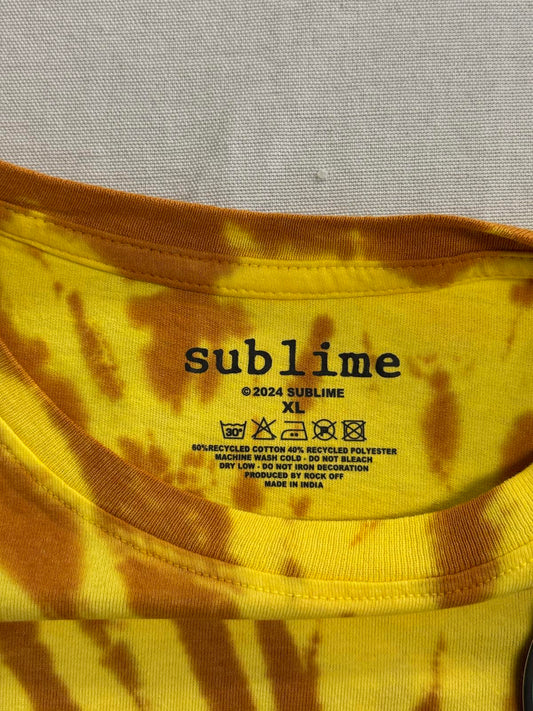 sublime
©2024 SUBLIME
XL
30°
60%RECYCLED COTTON 40% RECYCLED POLYESTER
MACHINE WASH COLD - DO NOT BLEACH
DRY LOW - DO NOT IRON DECORATION
PRODUCED BY ROCK OFF
MADE IN INDIA